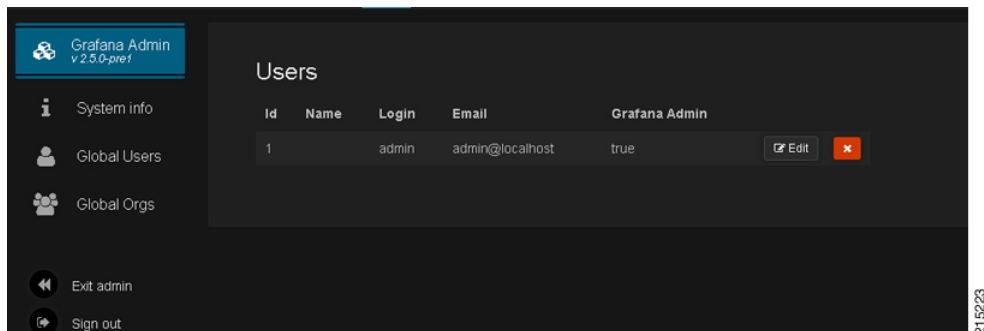 Grafana Admin
v 2.5.0-pre1
System info
Global Users
Global Orgs
Exit admin
Sign out
Users
Id Name Login Email Grafana Admin
1 admin admin@localhost true Edit
215223